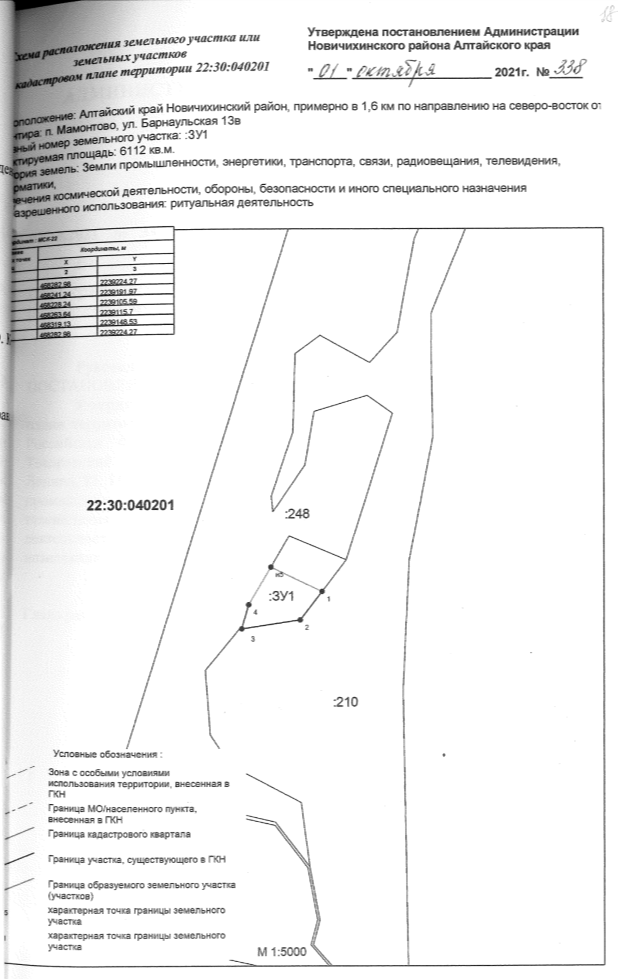 18
Схема расположения земельного участка или
земельных участков
кадастровом плане территории 22:30:040201
Утверждена постановлением Администрации
Новичихинского района Алтайского края
"01" октября 2021г. № 338
оположение: Алтайский край Новичихинский район, примерно в 1,6 км по направлению на северо-восток от
нтира: п. Мамонтово, ул. Барнаульская 13в
вный номер земельного участка: :ЗУ1
ктируемая площадь: 6112 кв.м.
ория земель: Земли промышленности, энергетики, транспорта, связи, радиовещания, телевидения,
рматики,
печения космической деятельности, обороны, безопасности и иного специального назначения
азрешенного использования: ритуальная деятельность
МСК-22
Координаты, м
X Y
2 3
468282.98 2239224.27
468241.24 2239191.97
468228.24 2239105.59
468263.64 2239115.7
468319.13 2239148.53
468282.98 2239224.27
22:30:040201
:248
н5
:ЗУ1
1
4
2
3
:210
Условные обозначения :
Зона с особыми условиями
использования территории, внесенная в
ГКН
Граница МО/населенного пункта,
внесенная в ГКН
Граница кадастрового квартала
Граница участка, существующего в ГКН
Граница образуемого земельного участка
(участков)
характерная точка границы земельного
участка
характерная точка границы земельного
участка
М 1:5000